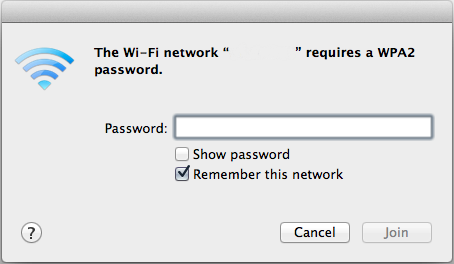 The Wi-Fi network “ ” requires a WPA2
password.
Password:
Show password
Remember this network
? Cancel Join